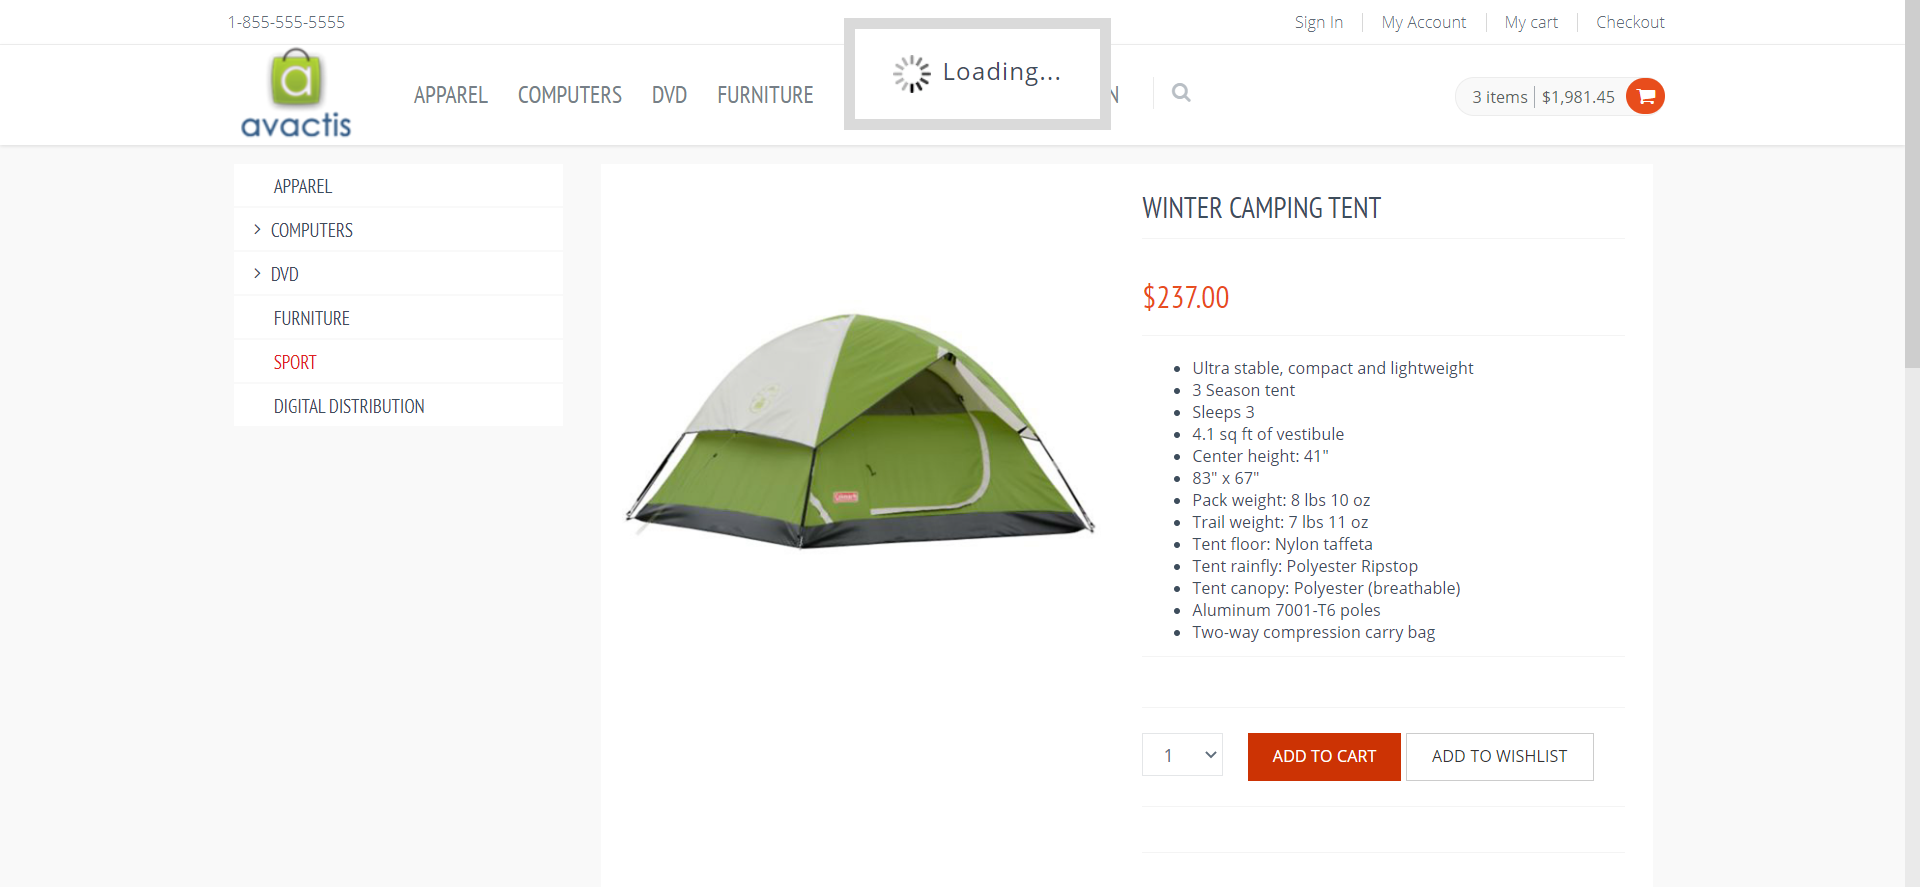 1-855-555-5555
Sign In
My Account
My cart
Checkout
avactis
APPAREL
COMPUTERS
DVD
FURNITURE
Loading...
N
3 items
$1,981.45
APPAREL
COMPUTERS
DVD
FURNITURE
SPORT
DIGITAL DISTRIBUTION
WINTER CAMPING TENT
$237.00
Ultra stable, compact and lightweight
3 Season tent
Sleeps 3
4.1 sq ft of vestibule
Center height: 41"
83" x 67"
Pack weight: 8 lbs 10 oz
Trail weight: 7 lbs 11 oz
Tent floor: Nylon taffeta
Tent rainfly: Polyester Ripstop
Tent canopy: Polyester (breathable)
Aluminum 7001-T6 poles
Two-way compression carry bag
1
ADD TO CART
ADD TO WISHLIST